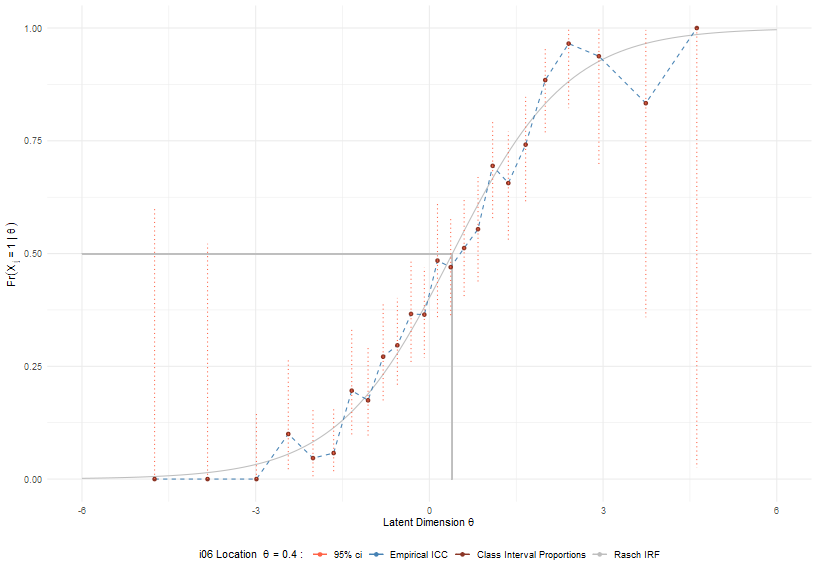 1.00
0.75
0.50
0.25
0.00
Pr(X i = 1 | θ)
-6 -3 0 3 6
Latent Dimension θ
i06 Location θ = 0.4 : 95% ci Empirical ICC Class Interval Proportions Rasch IRF